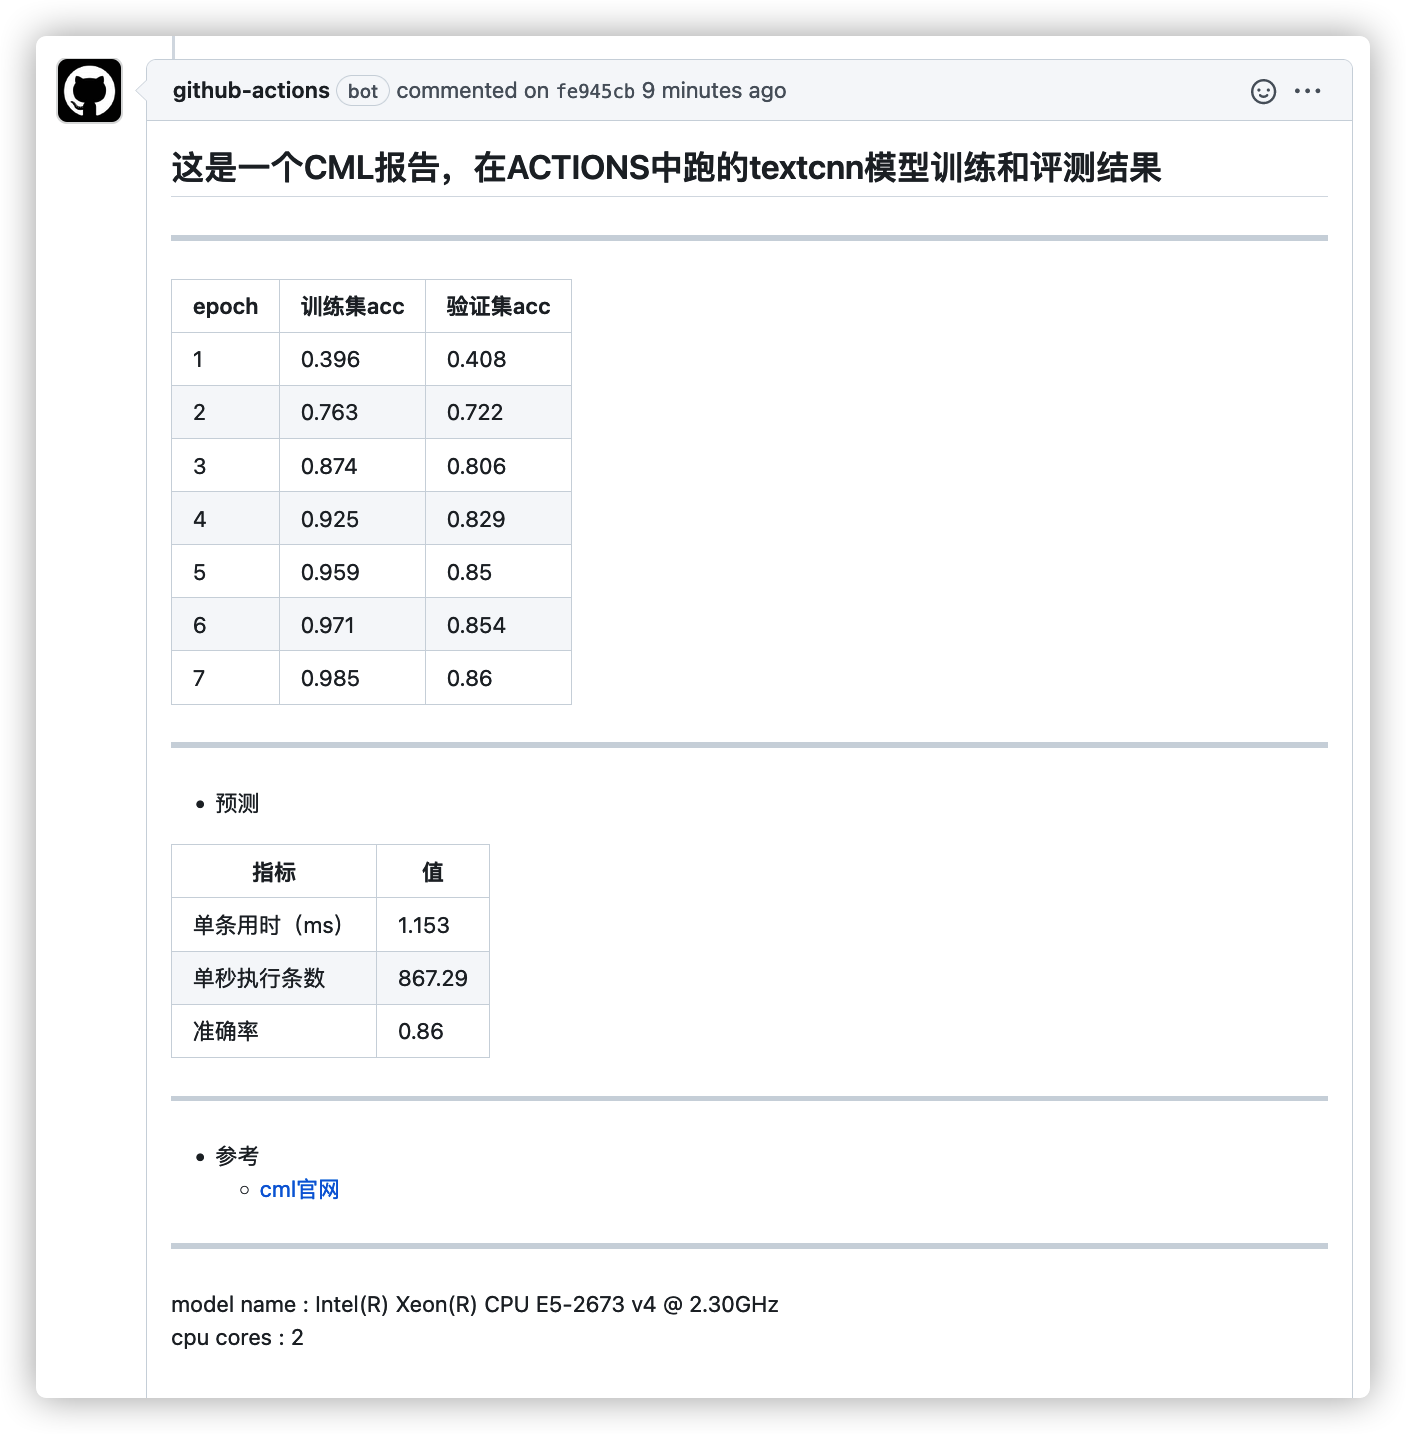 github-actions bot commented on fe945cb 9 minutes ago
这是一个CML报告，在ACTIONS中跑的textcnn模型训练和评测结果
epoch 训练集acc 验证集acc
1 0.396 0.408
2 0.763 0.722
3 0.874 0.806
4 0.925 0.829
5 0.959 0.85
6 0.971 0.854
7 0.985 0.86
预测
指标 值
单条用时（ms） 1.153
单秒执行条数 867.29
准确率 0.86
参考
cml官网
model name : Intel(R) Xeon(R) CPU E5-2673 v4 @ 2.30GHz
cpu cores : 2